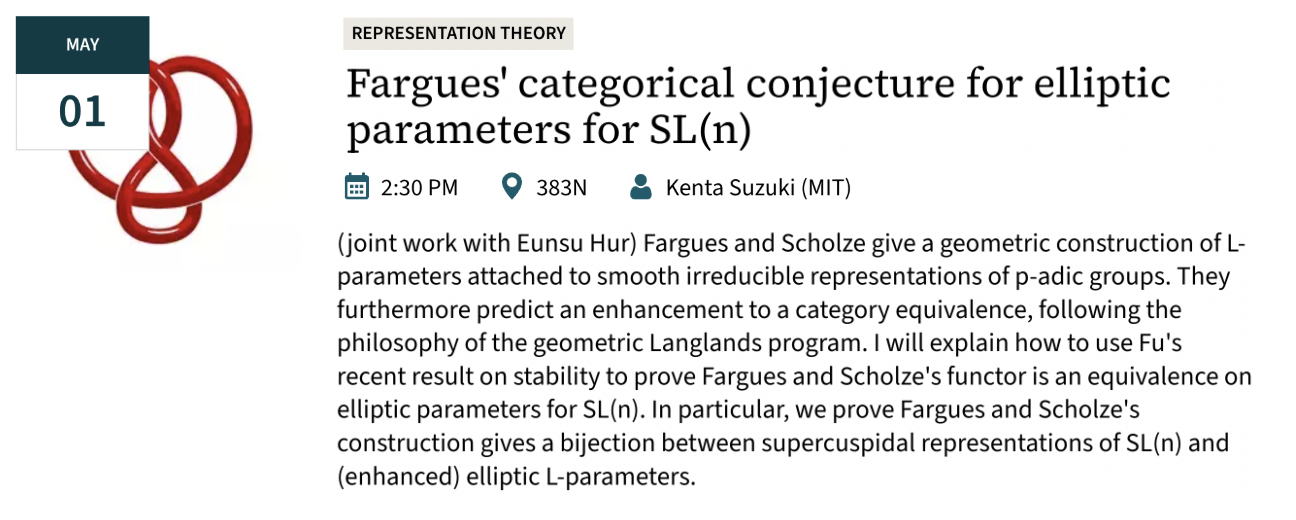 MAY
01
REPRESENTATION THEORY
Fargues' categorical conjecture for elliptic
parameters for SL(n)
2:30 PM 383N Kenta Suzuki (MIT)
(joint work with Eunsu Hur) Fargues and Scholze give a geometric construction of L-
parameters attached to smooth irreducible representations of p-adic groups. They
furthermore predict an enhancement to a category equivalence, following the
philosophy of the geometric Langlands program. I will explain how to use Fu's
recent result on stability to prove Fargues and Scholze's functor is an equivalence on
elliptic parameters for SL(n). In particular, we prove Fargues and Scholze's
construction gives a bijection between supercuspidal representations of SL(n) and
(enhanced) elliptic L-parameters.